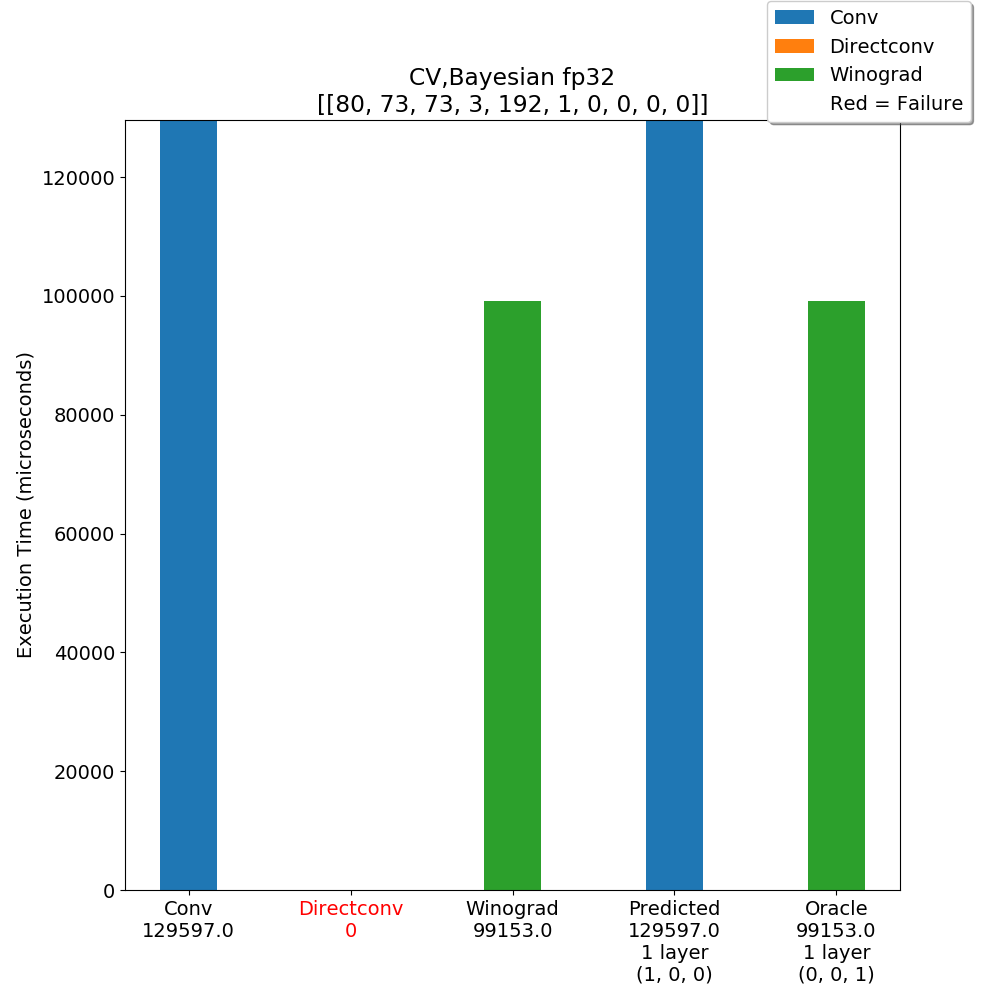 Conv
Directconv
Winograd
Red = Failure
CV,Bayesian fp32
[[80, 73, 73, 3, 192, 1, 0, 0, 0, 0]]
Execution Time (microseconds)
120000
100000
80000
60000
40000
20000
0
Conv
129597.0
Directconv
0
Winograd
99153.0
Predicted
129597.0
1 layer
(1, 0, 0)
Oracle
99153.0
1 layer
(0, 0, 1)